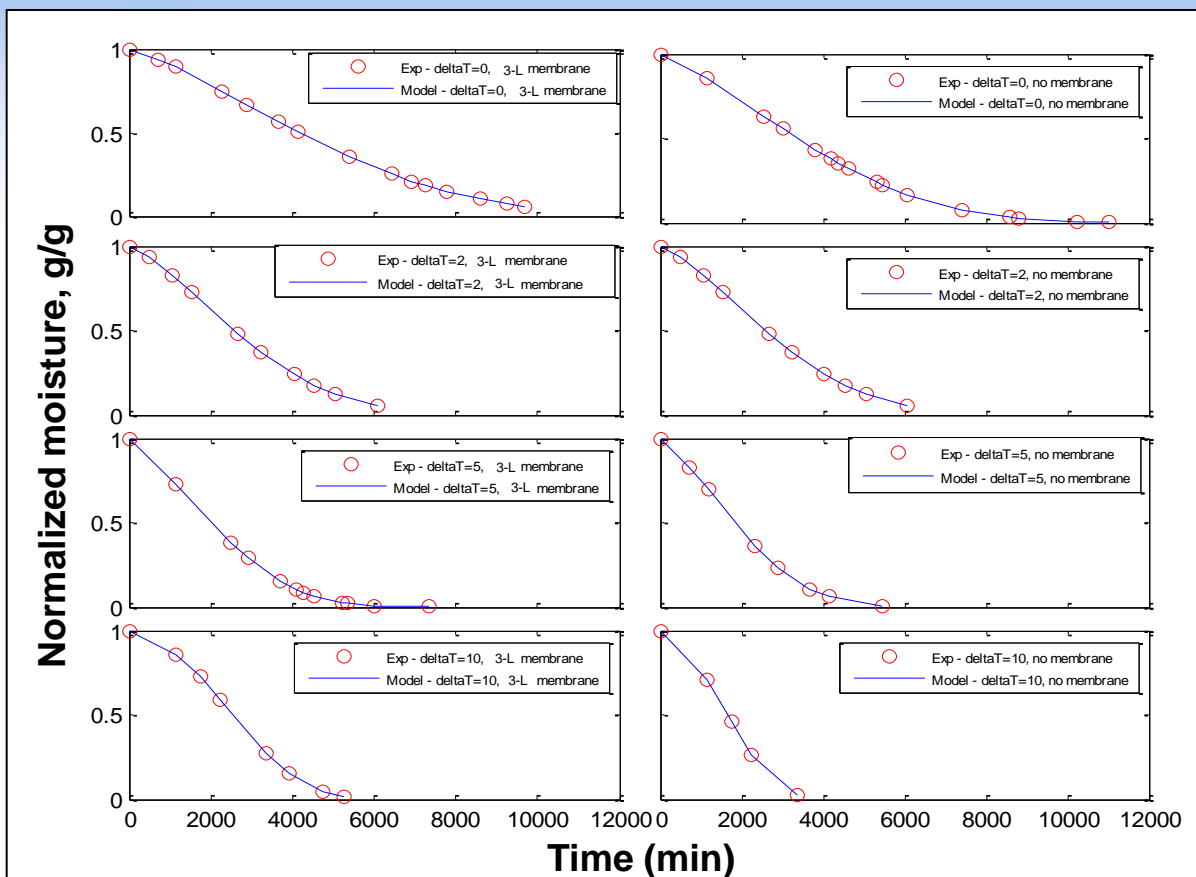 Normalized moisture, g/g
1
0.5
0
Exp - deltaT=0, 3-L membrane
Model - deltaT=0, 3-L membrane
Exp - deltaT=0, no membrane
Model - deltaT=0, no membrane
1
0.5
0
Exp - deltaT=2, 3-L membrane
Model - deltaT=2, 3-L membrane
Exp - deltaT=2, no membrane
Model - deltaT=2, no membrane
1
0.5
0
Exp - deltaT=5, 3-L membrane
Model - deltaT=5, 3-L membrane
Exp - deltaT=5, no membrane
Model - deltaT=5, no membrane
1
0.5
0
Exp - deltaT=10, 3-L membrane
Model - deltaT=10, 3-L membrane
Exp - deltaT=10, no membrane
Model - deltaT=10, no membrane
0 2000 4000 6000 8000 10000 12000 0 2000 4000 6000 8000 10000 12000
Time (min)